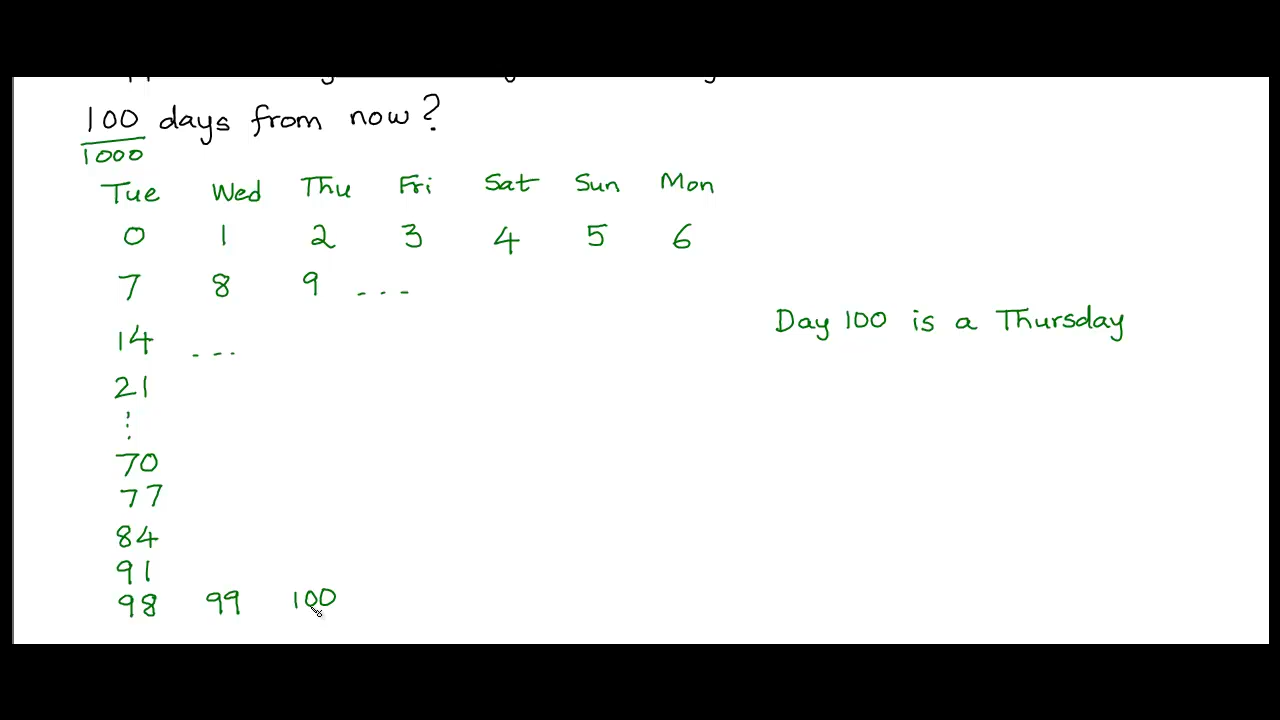 100 days from now?
1000
Tue Wed Thu Fri Sat Sun Mon
0 1 2 3 4 5 6
7 8 9 ...
14 ...
21
⋮
70
77
84
91
98 99 100
Day 100 is a Thursday